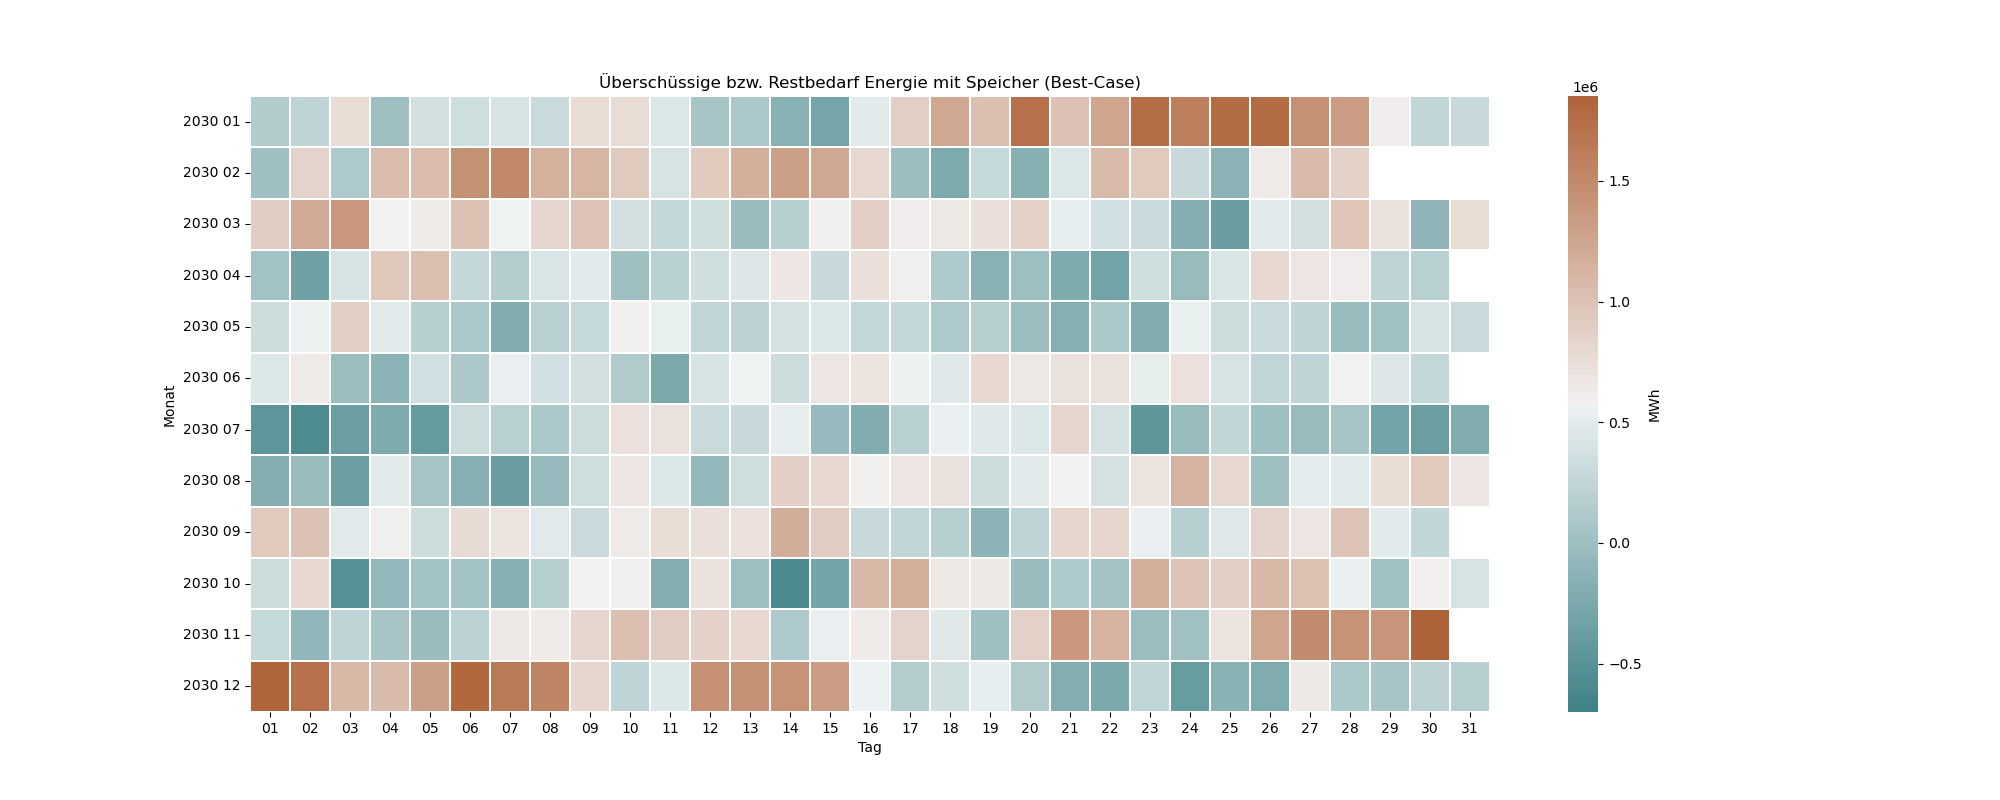 Überschüssige bzw. Restbedarf Energie mit Speicher (Best-Case)
1e6
2030 01
2030 02
2030 03
2030 04
2030 05
2030 06
2030 07
2030 08
2030 09
2030 10
2030 11
2030 12
Monat
01 02 03 04 05 06 07 08 09 10 11 12 13 14 15 16 17 18 19 20 21 22 23 24 25 26 27 28 29 30 31
Tag
1.5
1.0
0.5
0.0
−0.5
MWh